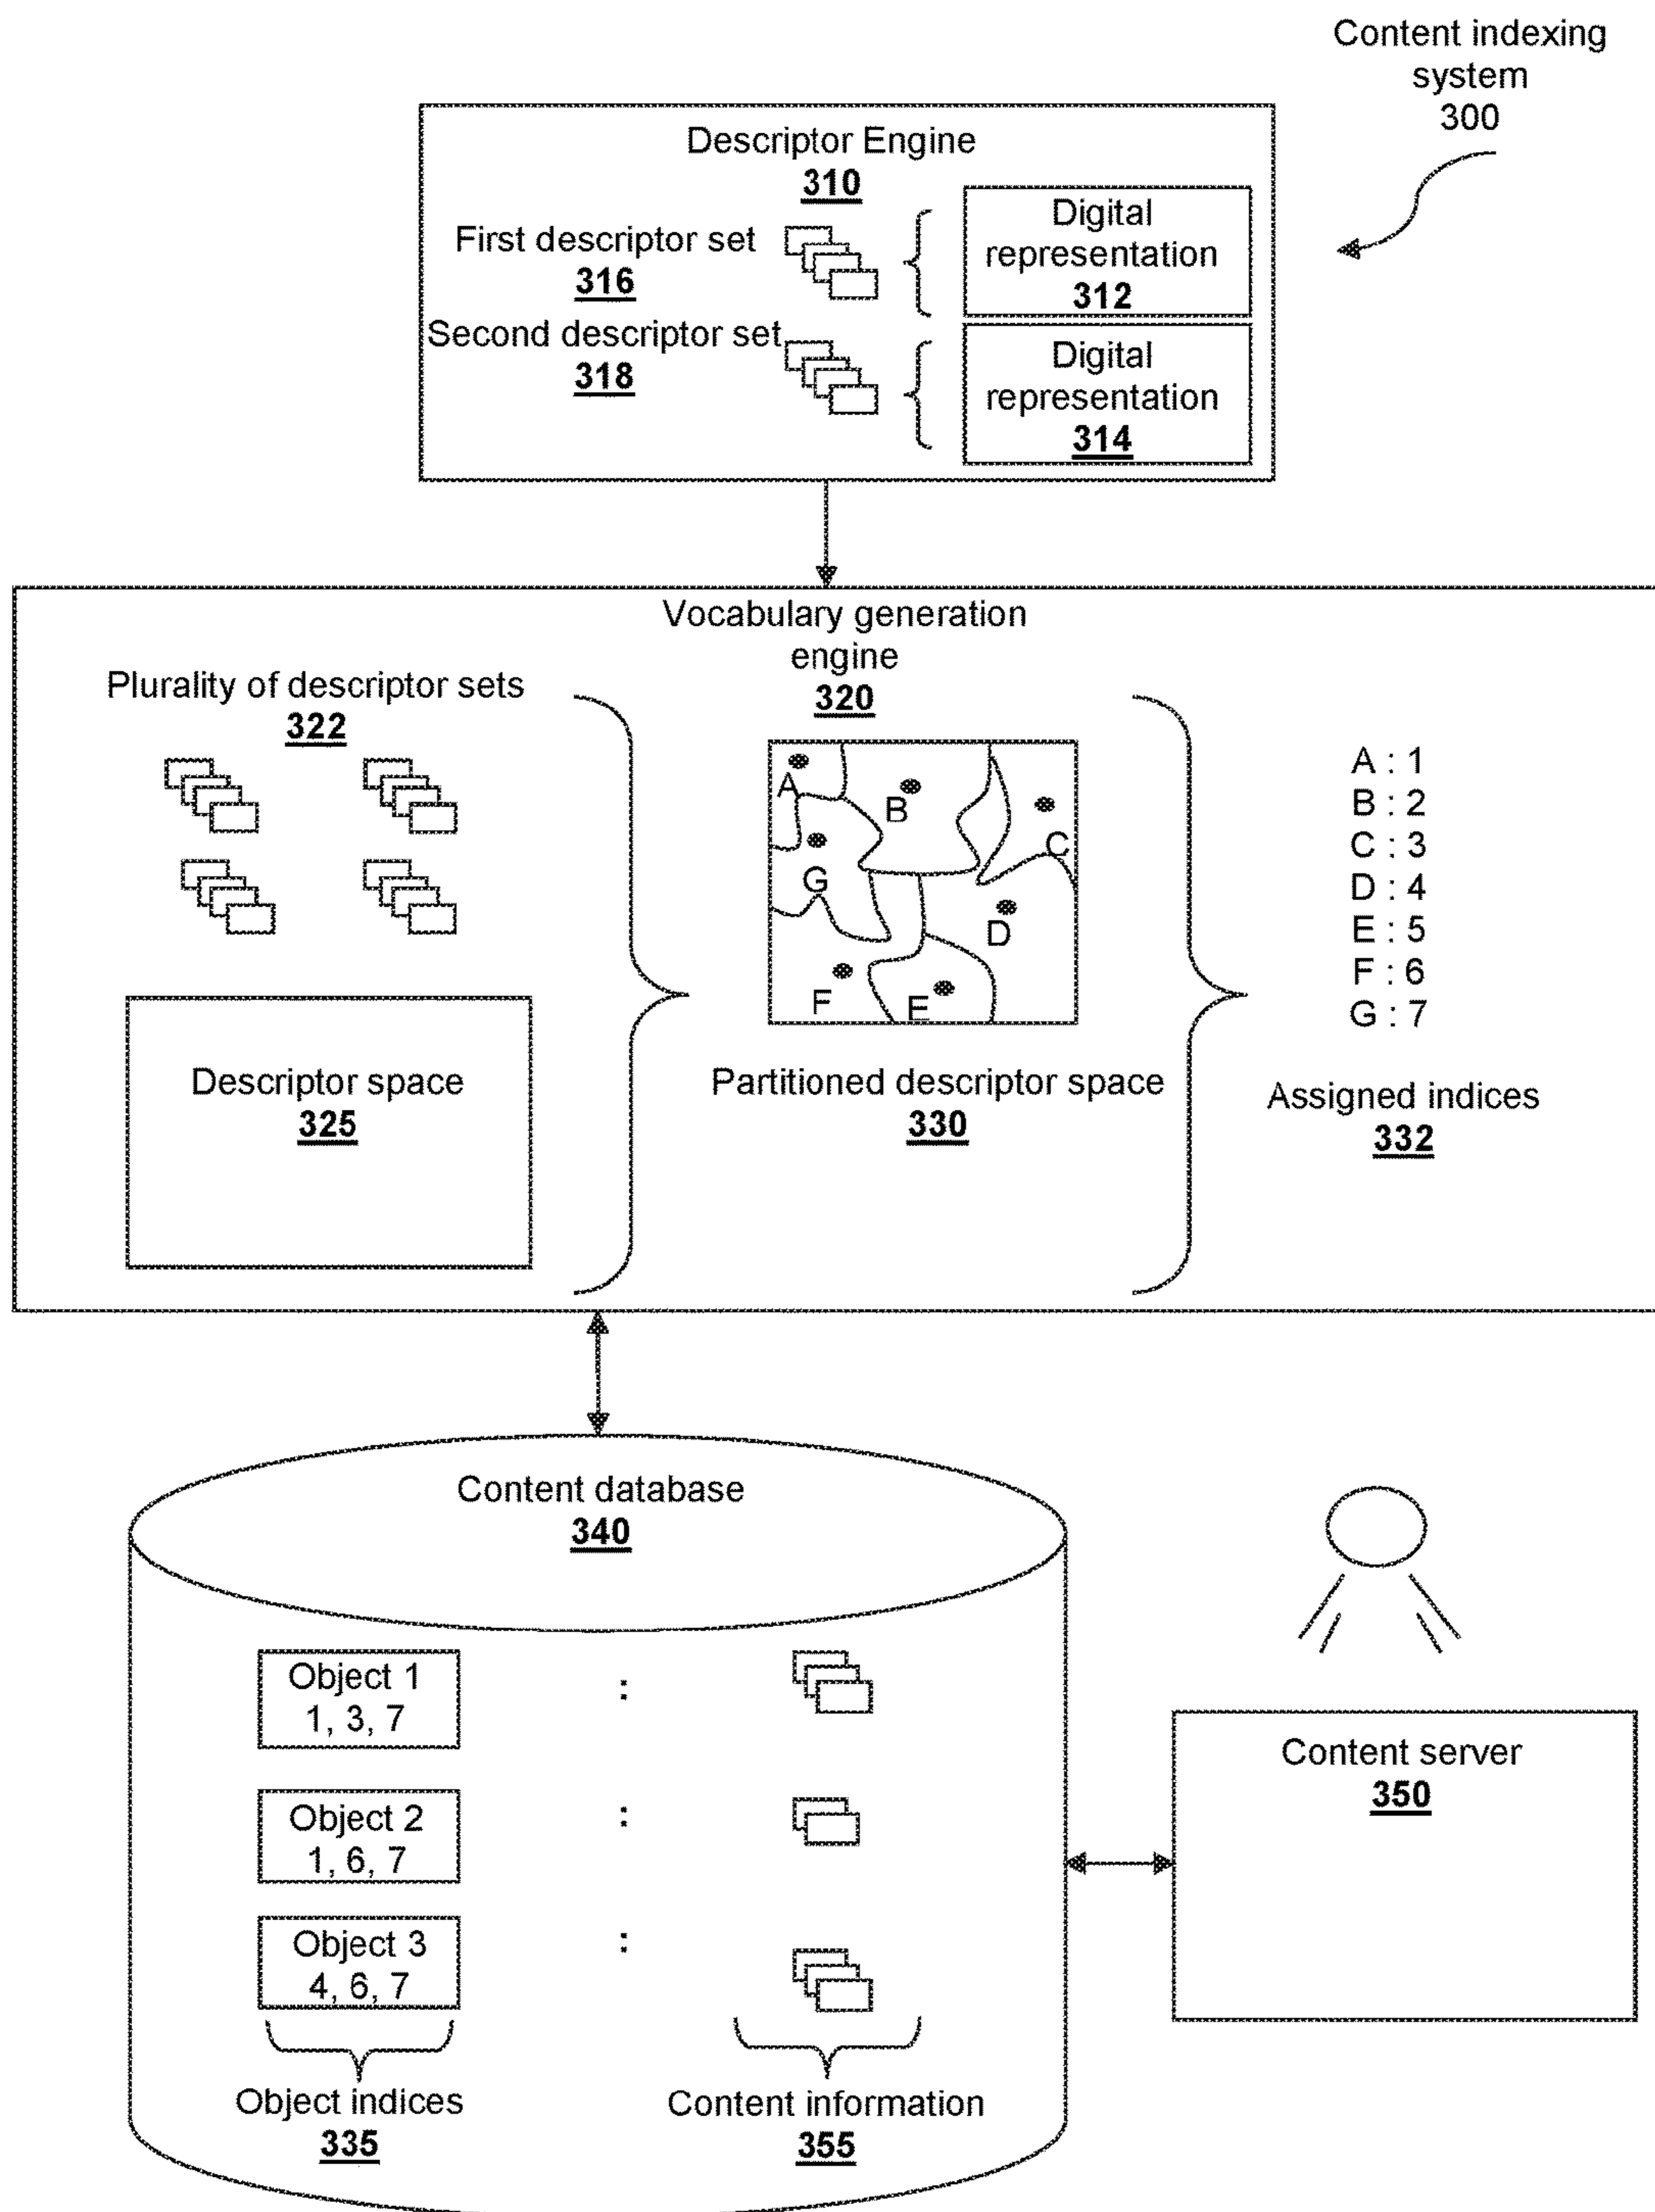 Content indexing
system
300
Descriptor Engine
310
First descriptor set
316
Digital
representation
312
Second descriptor set
318
Digital
representation
314
Vocabulary generation
engine
320
Plurality of descriptor sets
322
A
B
C
G
D
F
E
A : 1
B : 2
C : 3
D : 4
E : 5
F : 6
G : 7
Descriptor space
325
Partitioned descriptor space
330
Assigned indices
332
Content database
340
Object 1
1, 3, 7
:
Object 2
1, 6, 7
:
Object 3
4, 6, 7
:
Object indices
335
Content information
355
Content server
350